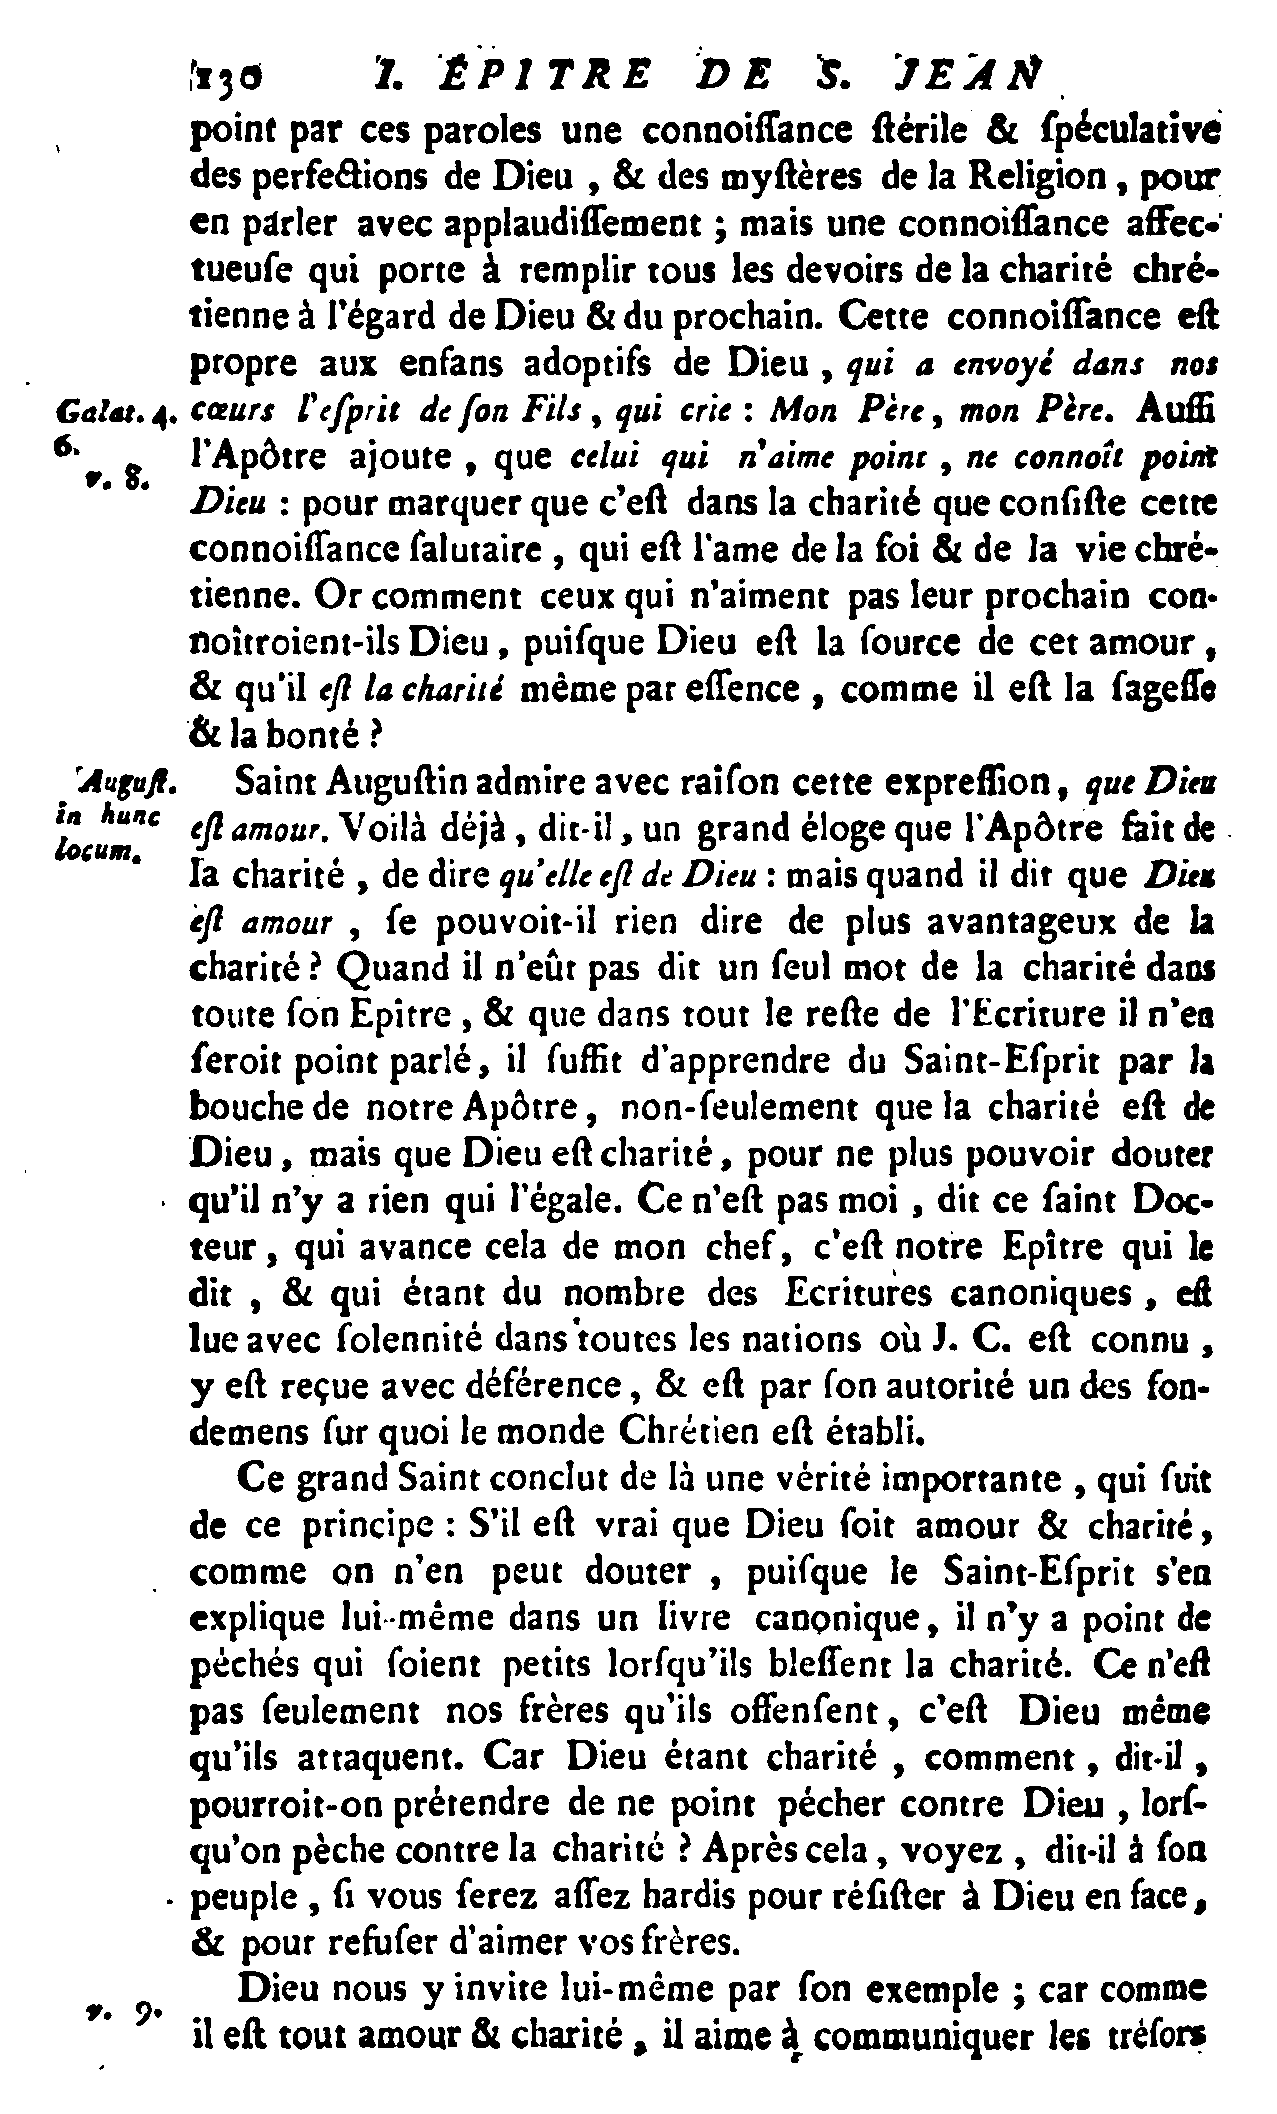 130 I. ÉPITRE DE S. JEAN
point par ces paroles une connoiſſance ſtérile & ſpéculative
des perfections de Dieu , & des myſtères de la Religion , pour
en parler avec applaudiſſement ; mais une connoiſſance affec-
tueuſe qui porte à remplir tous les devoirs de la charité chré-
tienne à l'égard de Dieu & du prochain. Cette connoiſſance eſt
propre aux enfans adoptifs de Dieu , qui a envoyé dans nos
Galat. 4. cœurs l'eſprit de ſon Fils , qui crie : Mon Père, mon Père. Auſſi
6.
l'Apôtre ajoute , que celui qui n'aime point , ne connoît point
v. 8.
Dieu : pour marquer que c'eſt dans la charité que conſiſte cette
connoiſſance ſalutaire , qui eſt l'ame de la foi & de la vie chré-
tienne. Or comment ceux qui n'aiment pas leur prochain con-
noîtroient-ils Dieu , puiſque Dieu eſt la ſource de cet amour ,
& qu'il eſt la charité même par eſſence , comme il eſt la ſageſſe
& la bonté ?
Auguſt. Saint Auguſtin admire avec raiſon cette expreſſion, que Dieu
in hunc eſt amour. Voilà déjà , dit-il, un grand éloge que l'Apôtre fait de
locum.
la charité , de dire qu'elle eſt de Dieu : mais quand il dit que Dieu
eſt amour , ſe pouvoit-il rien dire de plus avantageux de la
charité ? Quand il n'eût pas dit un ſeul mot de la charité dans
toute ſon Epitre , & que dans tout le reſte de l'Ecriture il n'en
ſeroit point parlé, il ſuffit d'apprendre du Saint-Eſprit par la
bouche de notre Apôtre, non-ſeulement que la charité eſt de
Dieu, mais que Dieu eſt charité, pour ne plus pouvoir douter
qu'il n'y a rien qui l'égale. Ce n'eſt pas moi , dit ce ſaint Doc-
teur, qui avance cela de mon chef, c'eſt notre Epître qui le
dit , & qui étant du nombre des Ecritures canoniques , eſt
lue avec ſolennité dans toutes les nations où J. C. eſt connu ,
y eſt reçue avec déférence, & eſt par ſon autorité un des fon-
demens ſur quoi le monde Chrétien eſt établi.
Ce grand Saint conclut de là une vérité importante , qui ſuit
de ce principe : S'il eſt vrai que Dieu ſoit amour & charité,
comme on n'en peut douter , puiſque le Saint-Eſprit s'en
explique lui-même dans un livre canonique, il n'y a point de
péchés qui ſoient petits lorſqu'ils bleſſent la charité. Ce n'eſt
pas ſeulement nos frères qu'ils offenſent, c'eſt Dieu même
qu'ils attaquent. Car Dieu étant charité , comment , dit-il ,
pourroit-on prétendre de ne point pécher contre Dieu , lorſ-
qu'on pèche contre la charité ? Après cela, voyez , dit-il à ſon
peuple , ſi vous ſerez aſſez hardis pour réſiſter à Dieu en face,
& pour refuſer d'aimer vos frères.
Dieu nous y invite lui-même par ſon exemple ; car comme
v. 9.
il eſt tout amour & charité , il aime à communiquer les tréſors